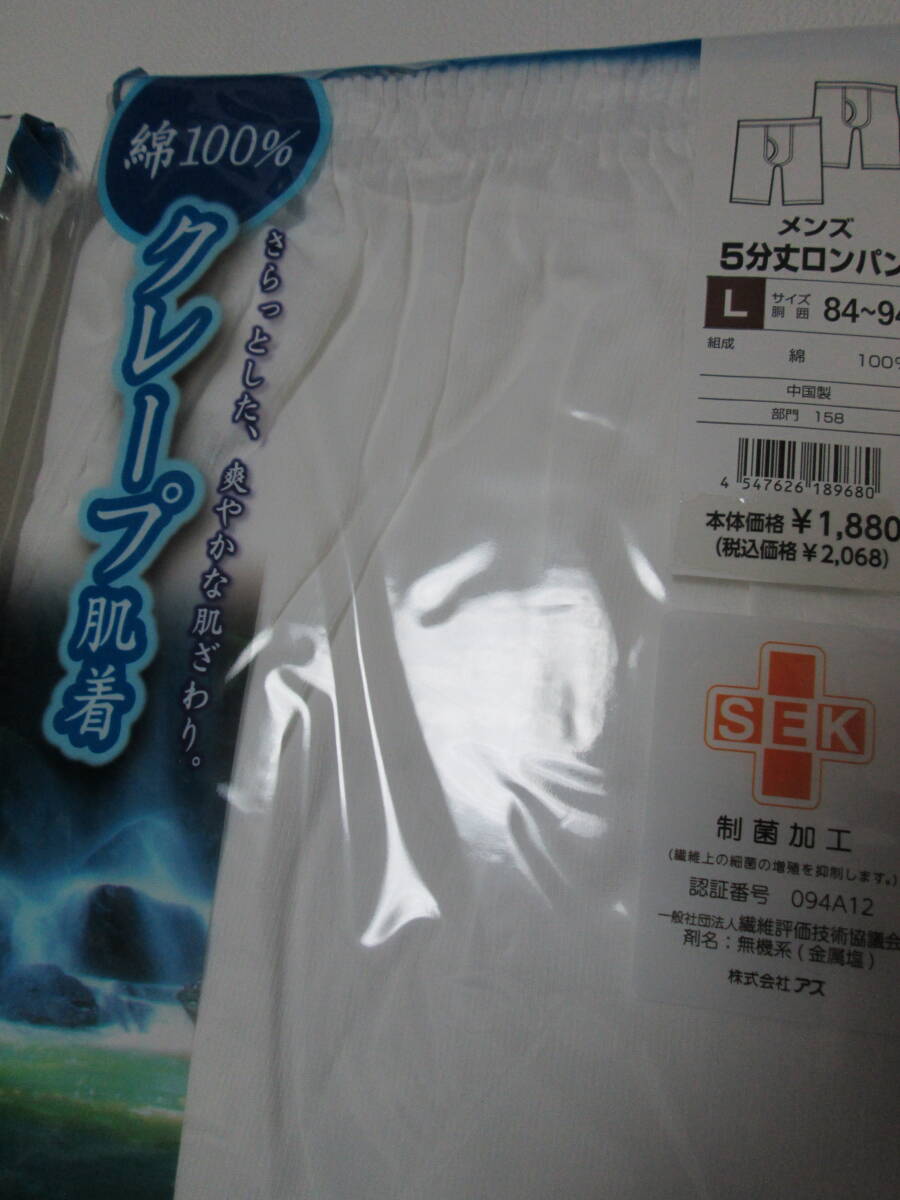 綿100%
クレープ肌着
さらっとした、爽やかな肌ざわり。
メンズ
5分丈ロンパン
L サイズ 胴囲 84~94
組成 綿 100%
中国製
部門 158
4 547626 189680
本体価格 ¥1,880
(税込価格 ¥2,068)
SEK
制菌加工
(繊維上の細菌の増殖を抑制します。)
認証番号 094A12
一般社団法人繊維評価技術協議会
剤名:無機系(金属塩)
株式会社 アズ